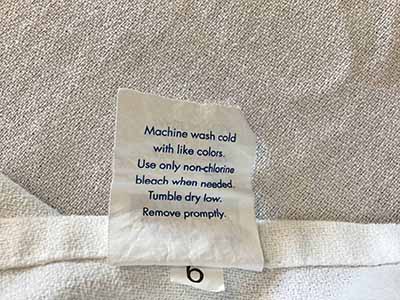 Machine wash cold
with like colors.
Use only non-chlorine
bleach when needed.
Tumble dry low.
Remove promptly.
6